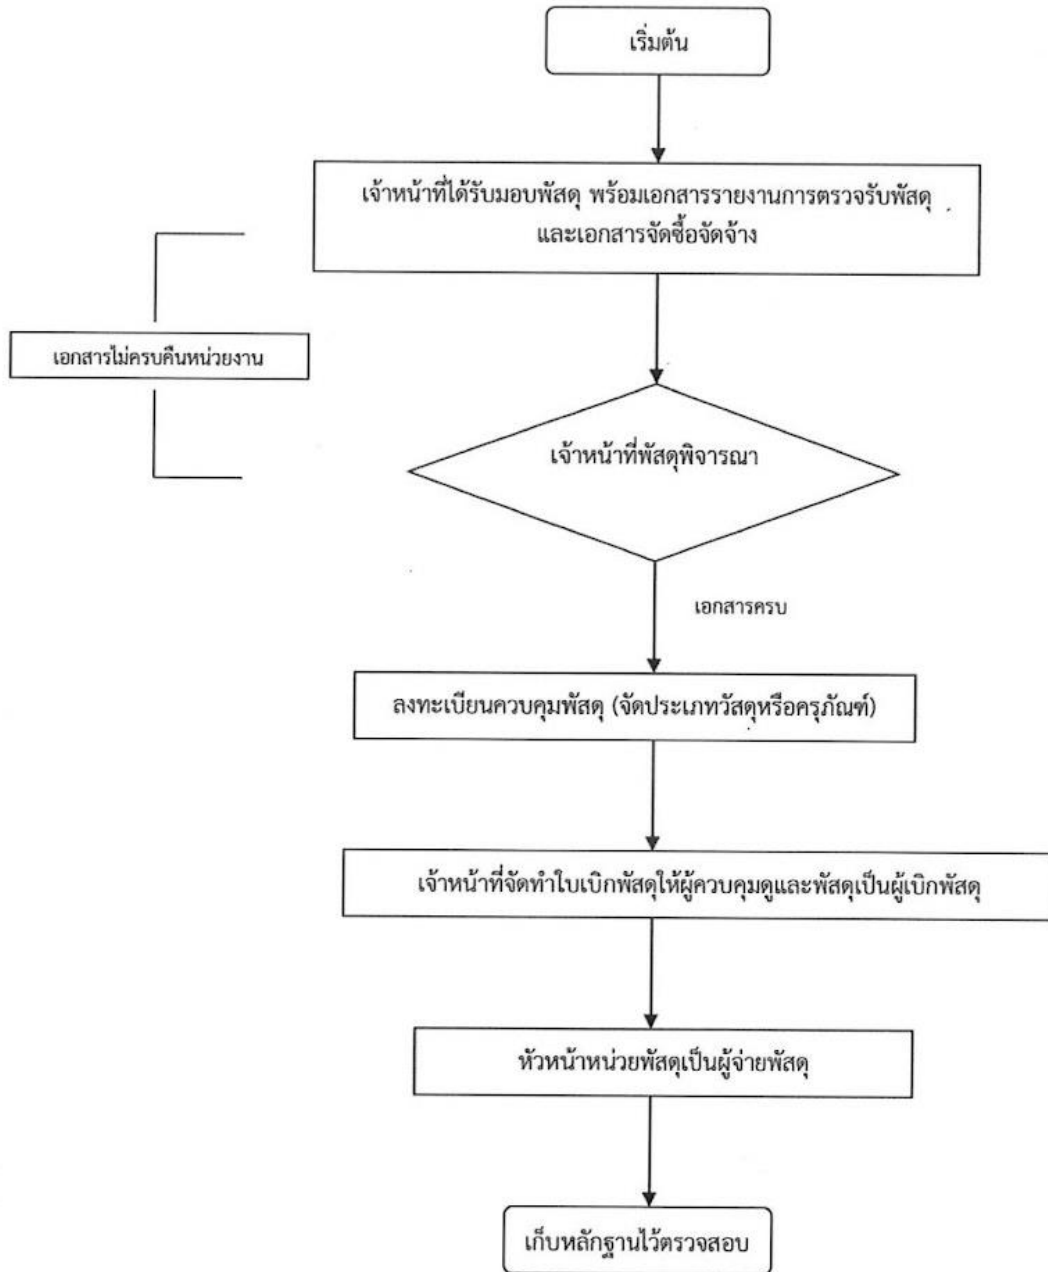 เริ่มต้น
เจ้าหน้าที่ได้รับมอบพัสดุ พร้อมเอกสารรายงานการตรวจรับพัสดุ
และเอกสารจัดซื้อจัดจ้าง
เอกสารไม่ครบคืนหน่วยงาน
เจ้าหน้าที่พัสดุพิจารณา
เอกสารครบ
ลงทะเบียนควบคุมพัสดุ (จัดประเภทวัสดุหรือครุภัณฑ์)
เจ้าหน้าที่จัดทำใบเบิกพัสดุให้ผู้ควบคุมดูและพัสดุเป็นผู้เบิกพัสดุ
หัวหน้าหน่วยพัสดุเป็นผู้จ่ายพัสดุ
เก็บหลักฐานไว้ตรวจสอบ